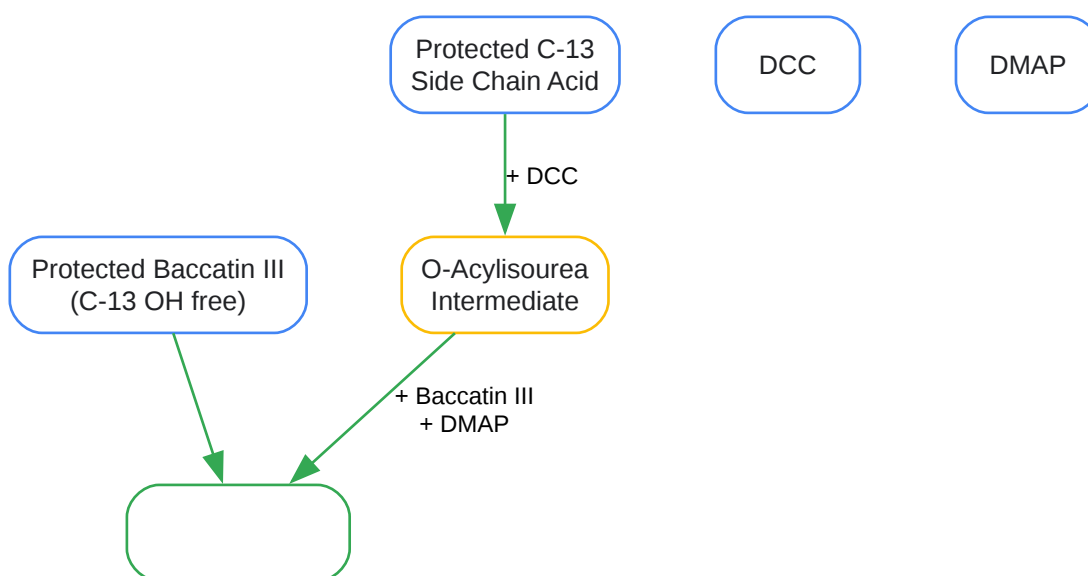 Protected C-13
Side Chain Acid
DCC
DMAP
+ DCC
Protected Baccatin III
(C-13 OH free)
O-Acylisourea
Intermediate
+ Baccatin III
+ DMAP